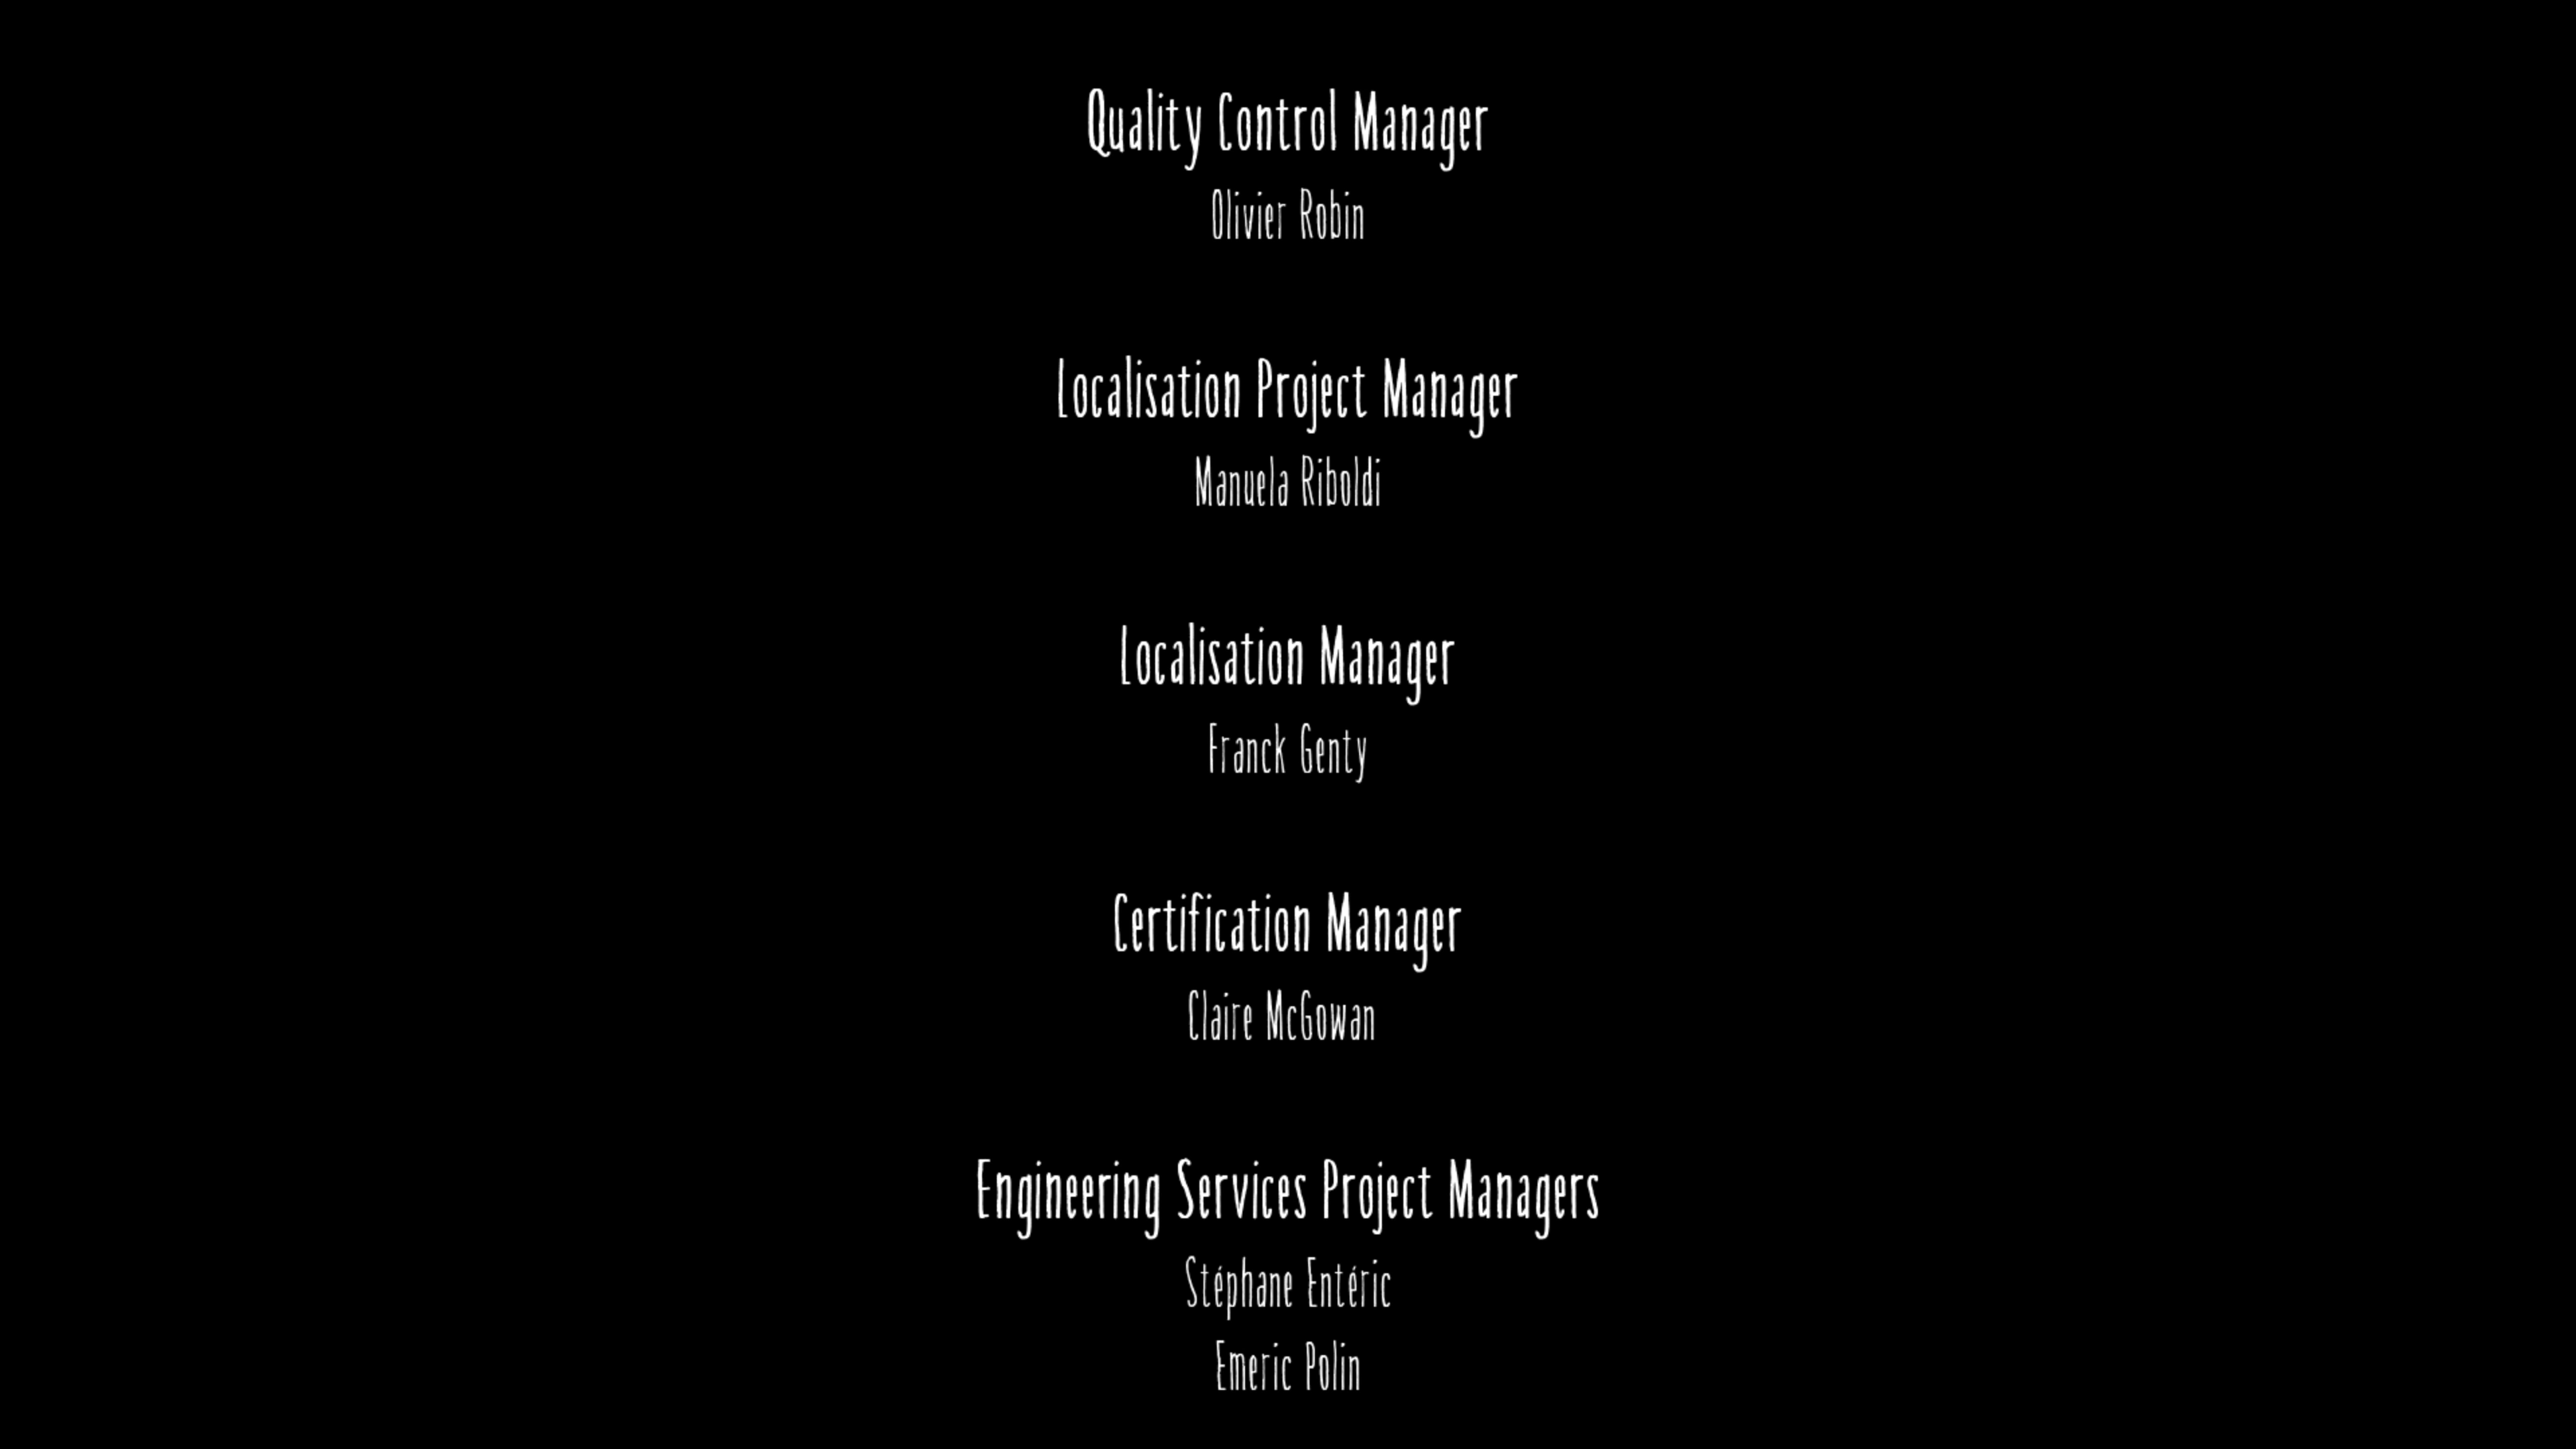 Quality Control Manager
Olivier Robin
Localisation Project Manager
Manuela Riboldi
Localisation Manager
Franck Genty
Certification Manager
Claire McGowan
Engineering Services Project Managers
Stéphane Entéric
Emeric Polin